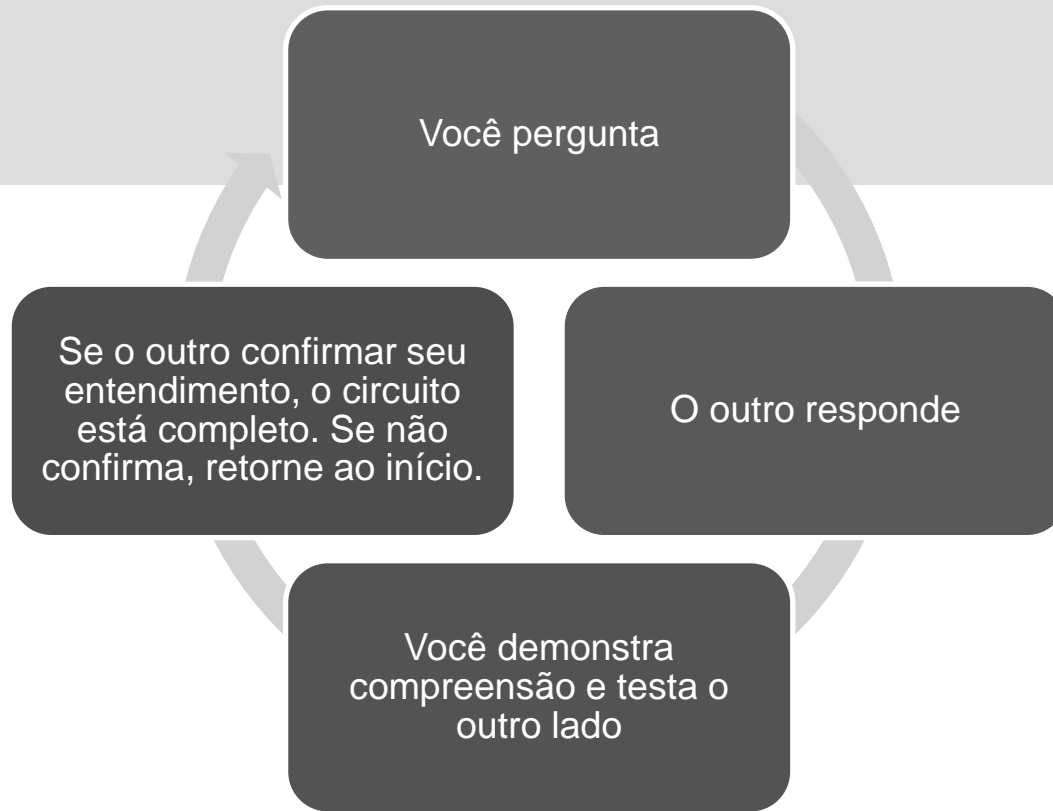 Você pergunta
O outro responde
Você demonstra
compreensão e testa o
outro lado
Se o outro confirmar seu
entendimento, o circuito
está completo. Se não
confirma, retorne ao início.